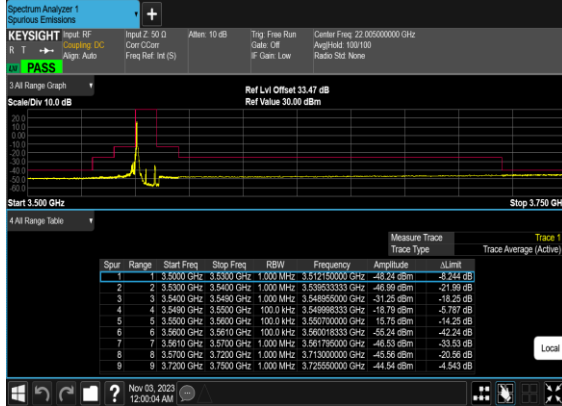 Spectrum Analyzer 1
Spurious Emissions
+
KEYSIGHT Input: RF Input Z: 50 Ω Atten: 10 dB Trig: Free Run Center Freq: 22.005000000 GHz
R T Coupling: DC Corr CCorr Gate: Off Avg|Hold: 100/100
Align: Auto Freq Ref: Int (S) IF Gain: Low Radio Std: None
PASS
3 All Range Graph
Ref Lvl Offset 33.47 dB
Scale/Div 10.0 dB Ref Value 30.00 dBm
20.0
10.0
0.00
-10.0
-20.0
-30.0
-40.0
-50.0
-60.0
Start 3.500 GHz Stop 3.750 GH
4 All Range Table
Measure Trace Trace 1
Trace Type Trace Average (Active)
Spur Range Start Freq Stop Freq RBW Frequency Amplitude ΔLimit
1 1 3.5000 GHz 3.5300 GHz 1.000 MHz 3.512150000 GHz -48.24 dBm -8.244 dB
2 2 3.5300 GHz 3.5400 GHz 1.000 MHz 3.539533333 GHz -46.99 dBm -21.99 dB
3 3 3.5400 GHz 3.5490 GHz 1.000 MHz 3.548955000 GHz -31.25 dBm -18.25 dB
4 4 3.5490 GHz 3.5500 GHz 100.0 kHz 3.549998333 GHz -18.79 dBm -5.787 dB
5 5 3.5500 GHz 3.5600 GHz 100.0 kHz 3.550700000 GHz 15.75 dBm -14.25 dB
6 6 3.5600 GHz 3.5610 GHz 100.0 kHz 3.560018333 GHz -55.24 dBm -42.24 dB
7 7 3.5610 GHz 3.5700 GHz 1.000 MHz 3.561795000 GHz -46.53 dBm -33.53 dB
8 8 3.5700 GHz 3.7200 GHz 1.000 MHz 3.713000000 GHz -45.56 dBm -20.56 dB
9 9 3.7200 GHz 3.7500 GHz 1.000 MHz 3.725550000 GHz -44.54 dBm -4.543 dB
Local
? Nov 03, 2023
12:00:04 AM